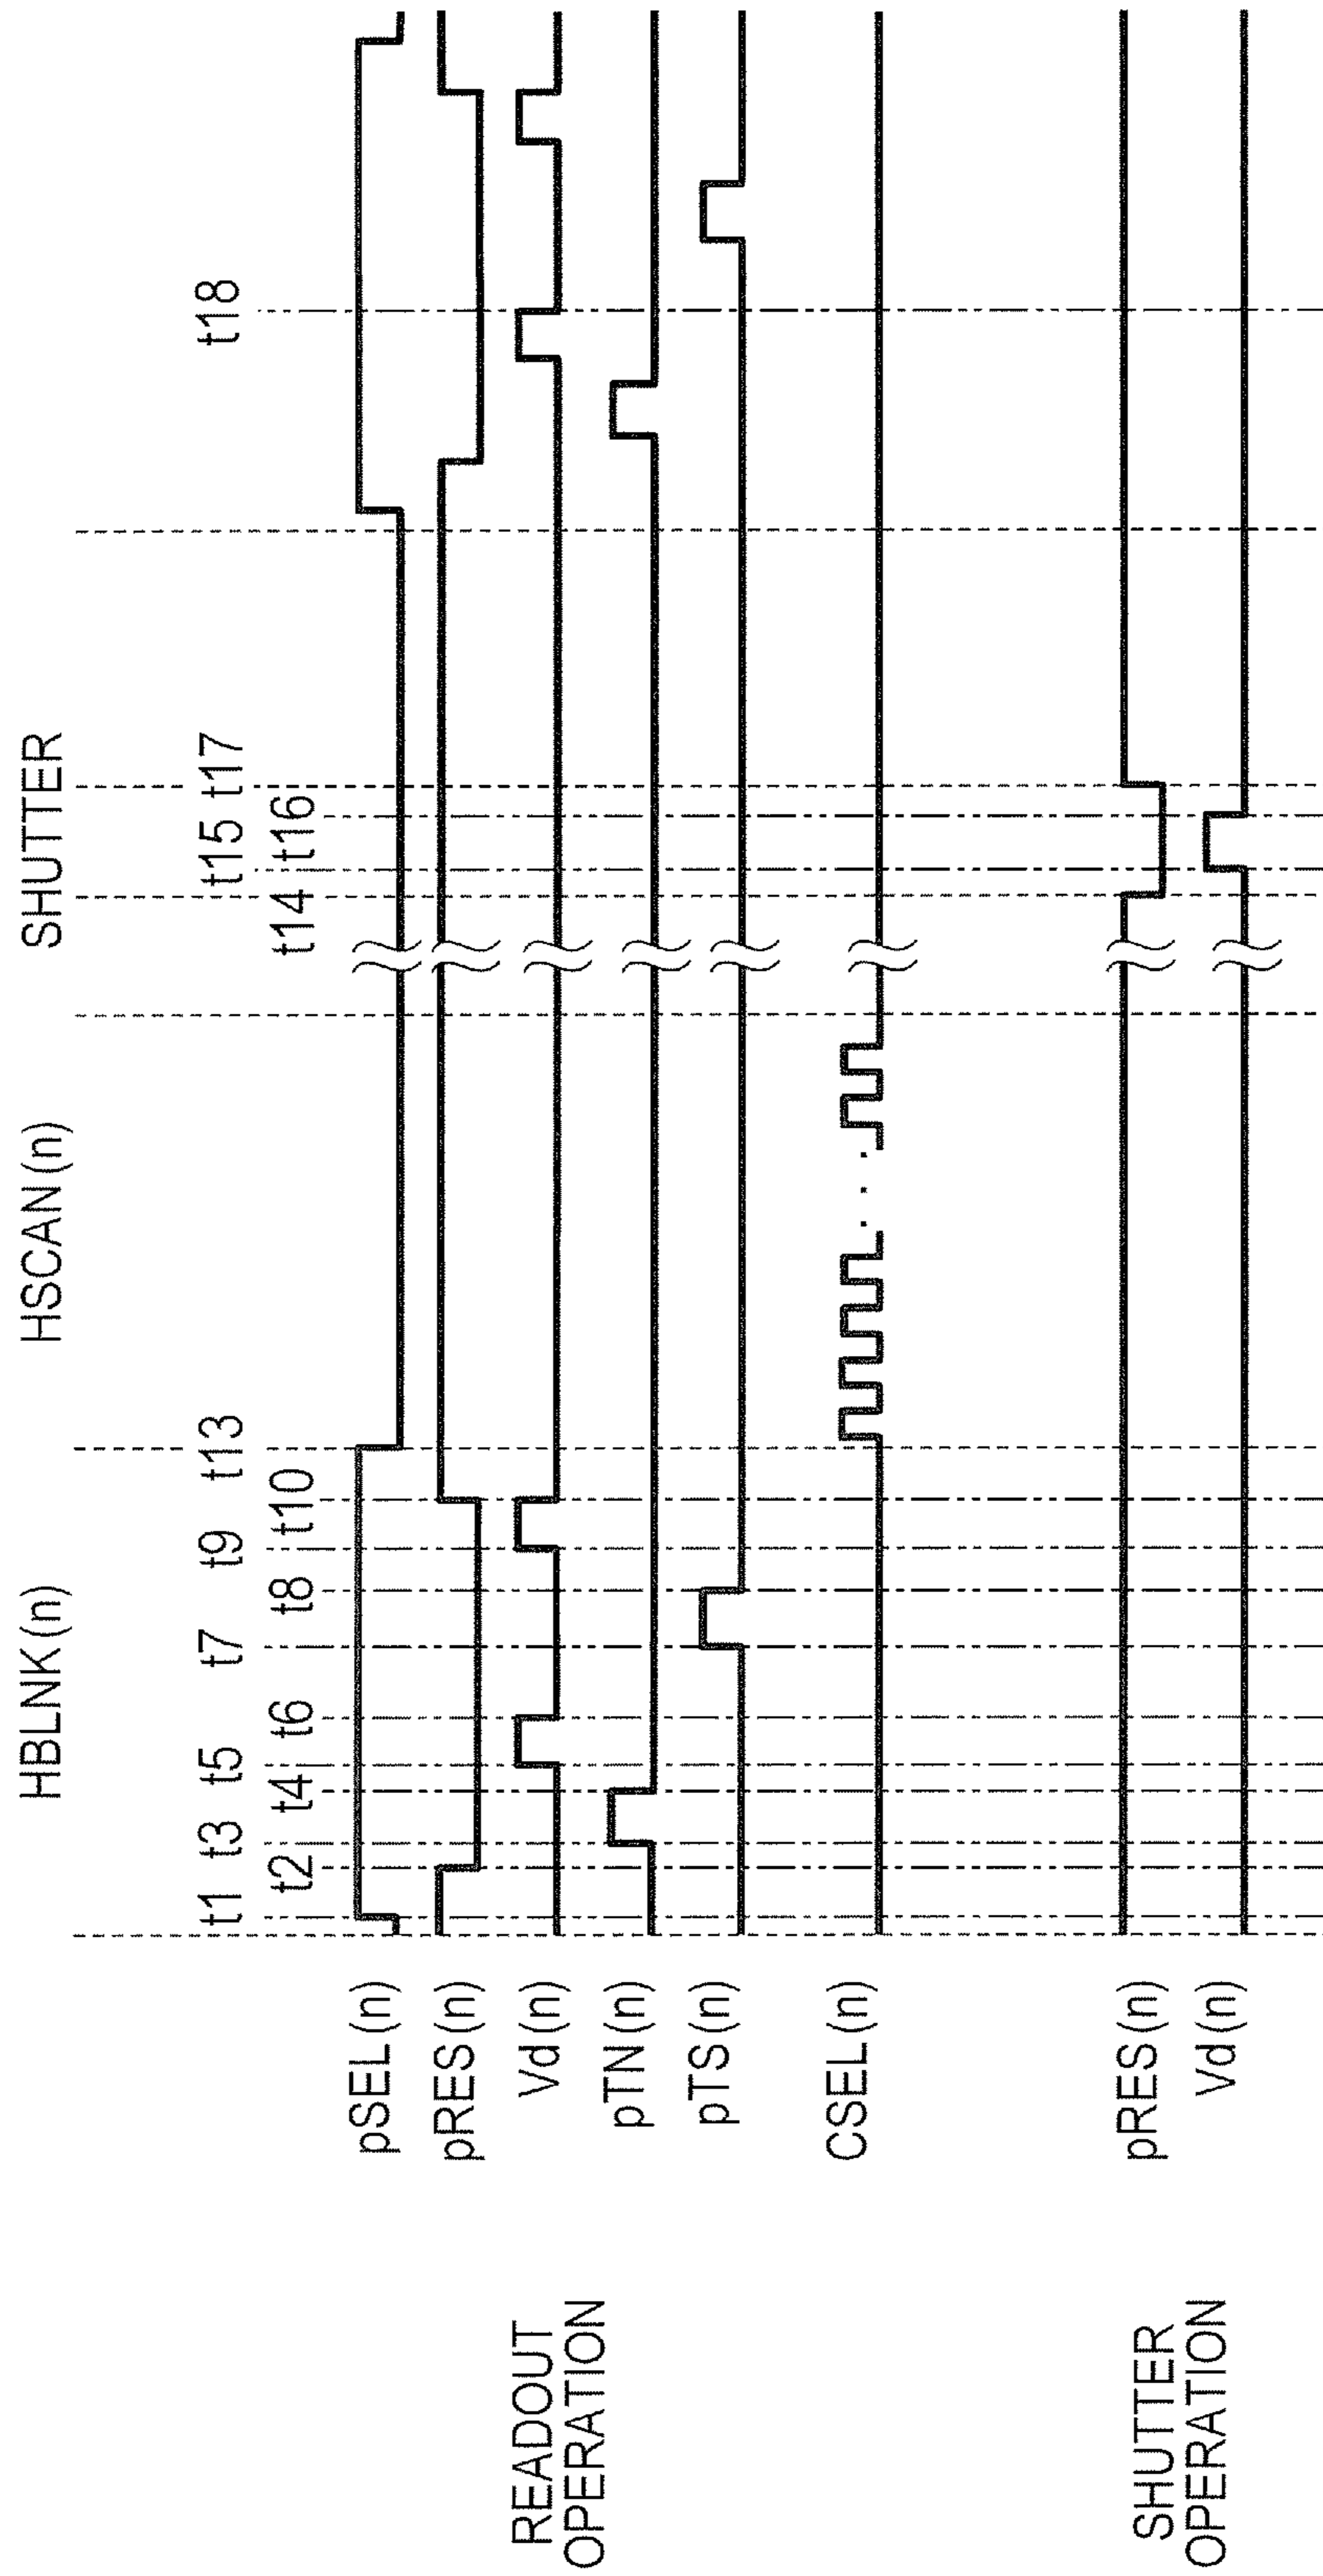 HBLNK (n)
HSCAN (n)
SHUTTER
t1
t2
t3
t4
t5
t6
t7
t8
t9
t10
t13
t14
t15
t16
t17
t18
READOUT
OPERATION
pSEL (n)
pRES (n)
Vd (n)
pTN (n)
pTS (n)
CSEL (n)
SHUTTER
OPERATION
pRES (n)
Vd (n)